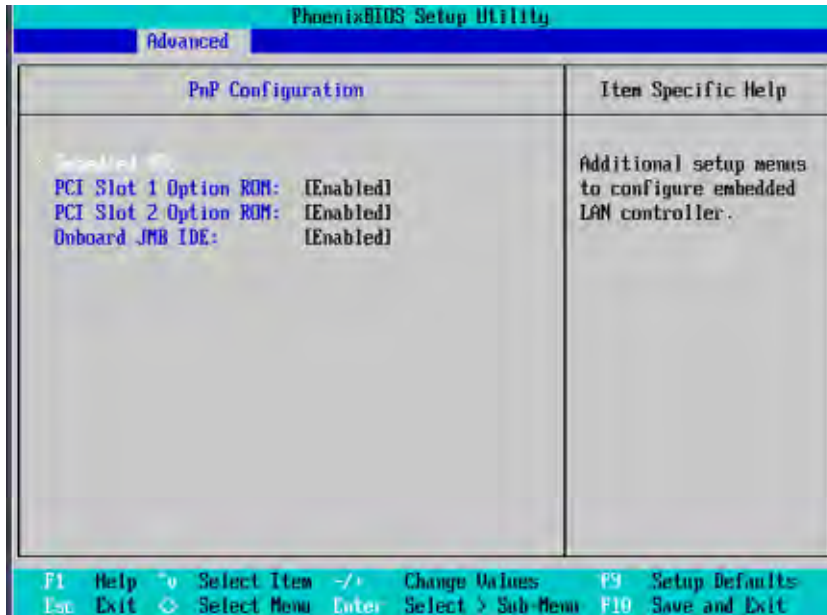 PhoenixBIOS Setup Utility
Advanced
PnP Configuration
Item Specific Help
PCI Slot 1 Option ROM: [Enabled]
PCI Slot 2 Option ROM: [Enabled]
Onboard JMB IDE: [Enabled]
Additional setup menus
to configure embedded
LAN controller.
F1 Help ^v Select Item -/+ Change Values F9 Setup Defaults
Esc Exit <> Select Menu Enter Select > Sub-Menu F10 Save and Exit